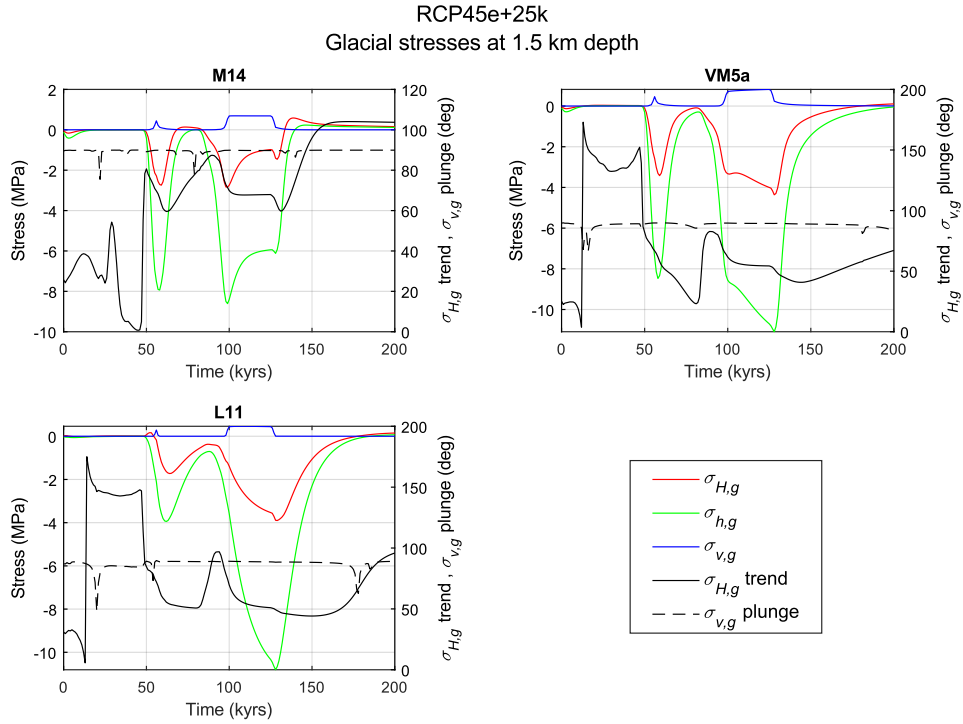 RCP45e+25k
Glacial stresses at 1.5 km depth
M14
2
0
-2
-4
-6
-8
-10
Stress (MPa)
0 50 100 150 200
Time (kyrs)
120
100
80
60
40
20
0
σH,g trend , σv,g plunge (deg)
VM5a
0
-2
-4
-6
-8
-10
Stress (MPa)
0 50 100 150 200
Time (kyrs)
200
150
100
50
0
σH,g trend , σv,g plunge (deg)
L11
0
-2
-4
-6
-8
-10
Stress (MPa)
0 50 100 150 200
Time (kyrs)
200
150
100
50
0
σH,g trend , σv,g plunge (deg)
σH,g
σh,g
σv,g
σH,g trend
σv,g plunge